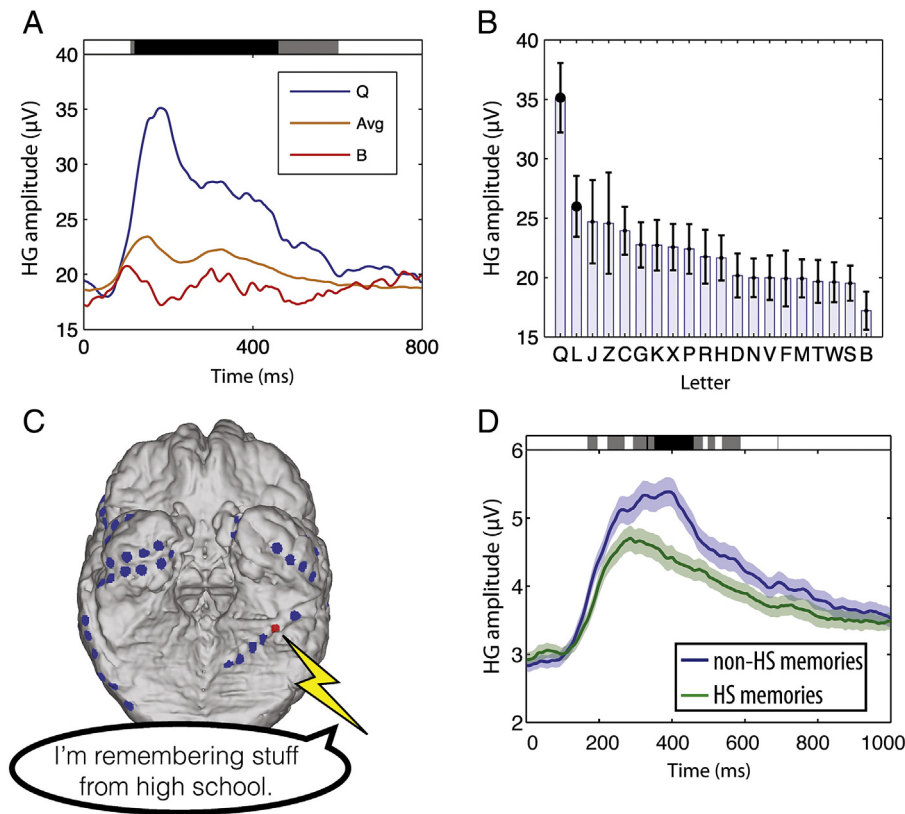 A
HG amplitude (µV)
40
35
30
25
20
15
Q
Avg
B
0
400
800
Time (ms)
B
HG amplitude (µV)
40
35
30
25
20
15
Q L J Z C G K X P R H D N V F M T W S B
Letter
C
I'm remembering stuff
from high school.
D
HG amplitude (µV)
6
5
4
3
2
non-HS memories
HS memories
0 200 400 600 800 1000
Time (ms)